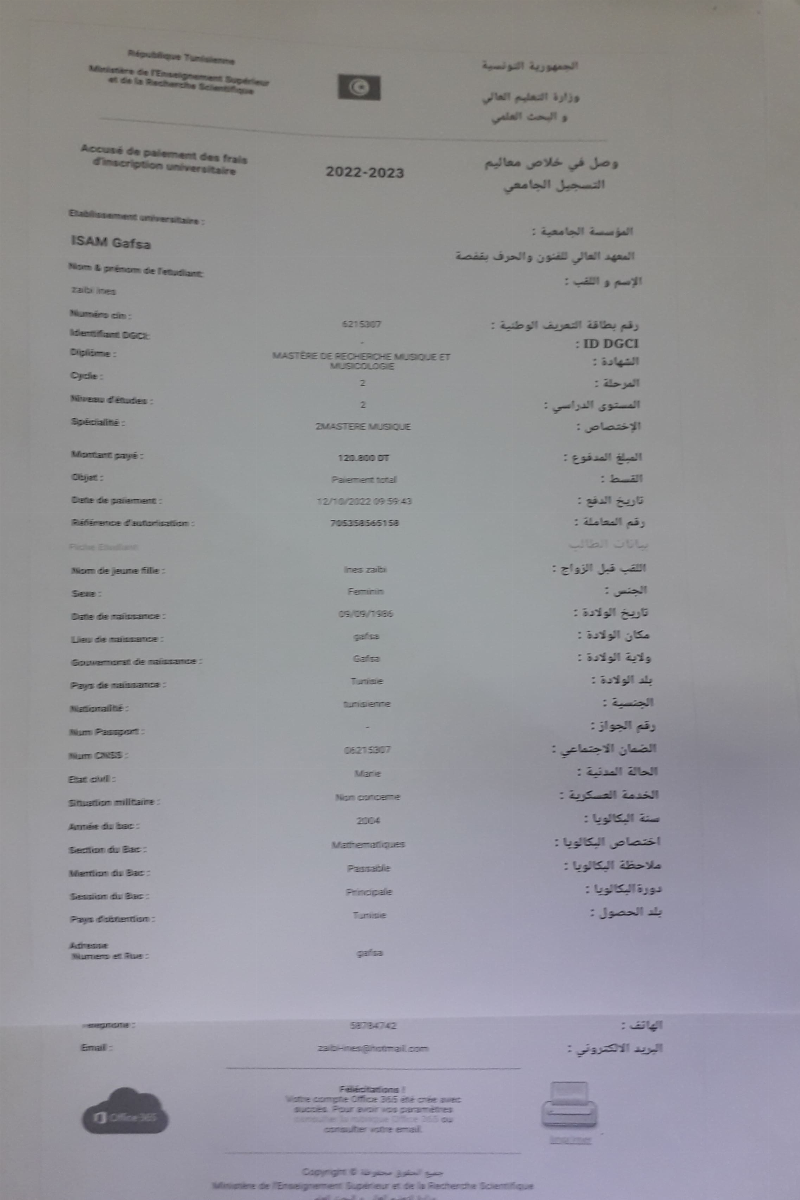 République Tunisienne
الجمهورية التونسية
Ministère de l'Enseignement Supérieur
et de la Recherche Scientifique
وزارة التعليم العالي
و البحث العلمي
Accusé de paiement des frais
d'inscription universitaire
2022-2023
وصل في خلاص معاليم
التسجيل الجامعي
Etablissement universitaire :
المؤسسة الجامعية :
ISAM Gafsa
المعهد العالي للفنون والحرف بقفصة
Nom & prénom de l'etudiant:
الإسم و اللقب :
zaibi ines
Numéro cin : 6215307 رقم بطاقة التعريف الوطنية :
Identifiant DGCI: - ID DGCI :
Diplôme : MASTÈRE DE RECHERCHE MUSIQUE ET
MUSICOLOGIE الشهادة :
Cycle : 2 المرحلة :
Niveau d'études : 2 المستوى الدراسي :
Spécialité : 2MASTERE MUSIQUE الإختصاص :
Montant payé : 120.800 DT المبلغ المدفوع :
Objet : Paiement total القسط :
Date de paiement : 12/10/2022 09:59:43 تاريخ الدفع :
Référence d'autorisation : 705358565158 رقم المعاملة :
Fiche Etudiant بيانات الطالب
Nom de jeune fille : ines zaibi اللقب قبل الزواج :
Sexe : Feminin الجنس :
Date de naissance : 09/09/1986 تاريخ الولادة :
Lieu de naissance : gafsa مكان الولادة :
Gouvernorat de naissance : Gafsa ولاية الولادة :
Pays de naissance : Tunisie بلد الولادة :
Nationalité : tunisienne الجنسية :
Num Passport : - رقم الجواز :
Num CNSS : 06215307 الضمان الاجتماعي :
Etat civil : Marie الحالة المدنية :
Situation militaire : Non concerne الخدمة العسكرية :
Année du bac : 2004 سنة البكالويا :
Section du Bac : Mathematiques اختصاص البكالويا :
Mention du Bac : Passable ملاحظة البكالويا :
Session du Bac : Principale دورة البكالويا :
Pays d'obtention : Tunisie بلد الحصول :
Adresse
Numero et Rue : gafsa
Telephone : 58784742 الهاتف :
Email : zaibi-ines@hotmail.com البريد الالكتروني :
Félécitations !
Votre compte Office 365 été crée avec
succès. Pour avoir vos paramètres
consulter la rubrique Office 365 ou
consulter votre email.
Office 365
Imprimer
Copyright © جميع الحقوق محفوظة
Ministère de l'Enseignement Supérieur et de la Recherche Scientifique